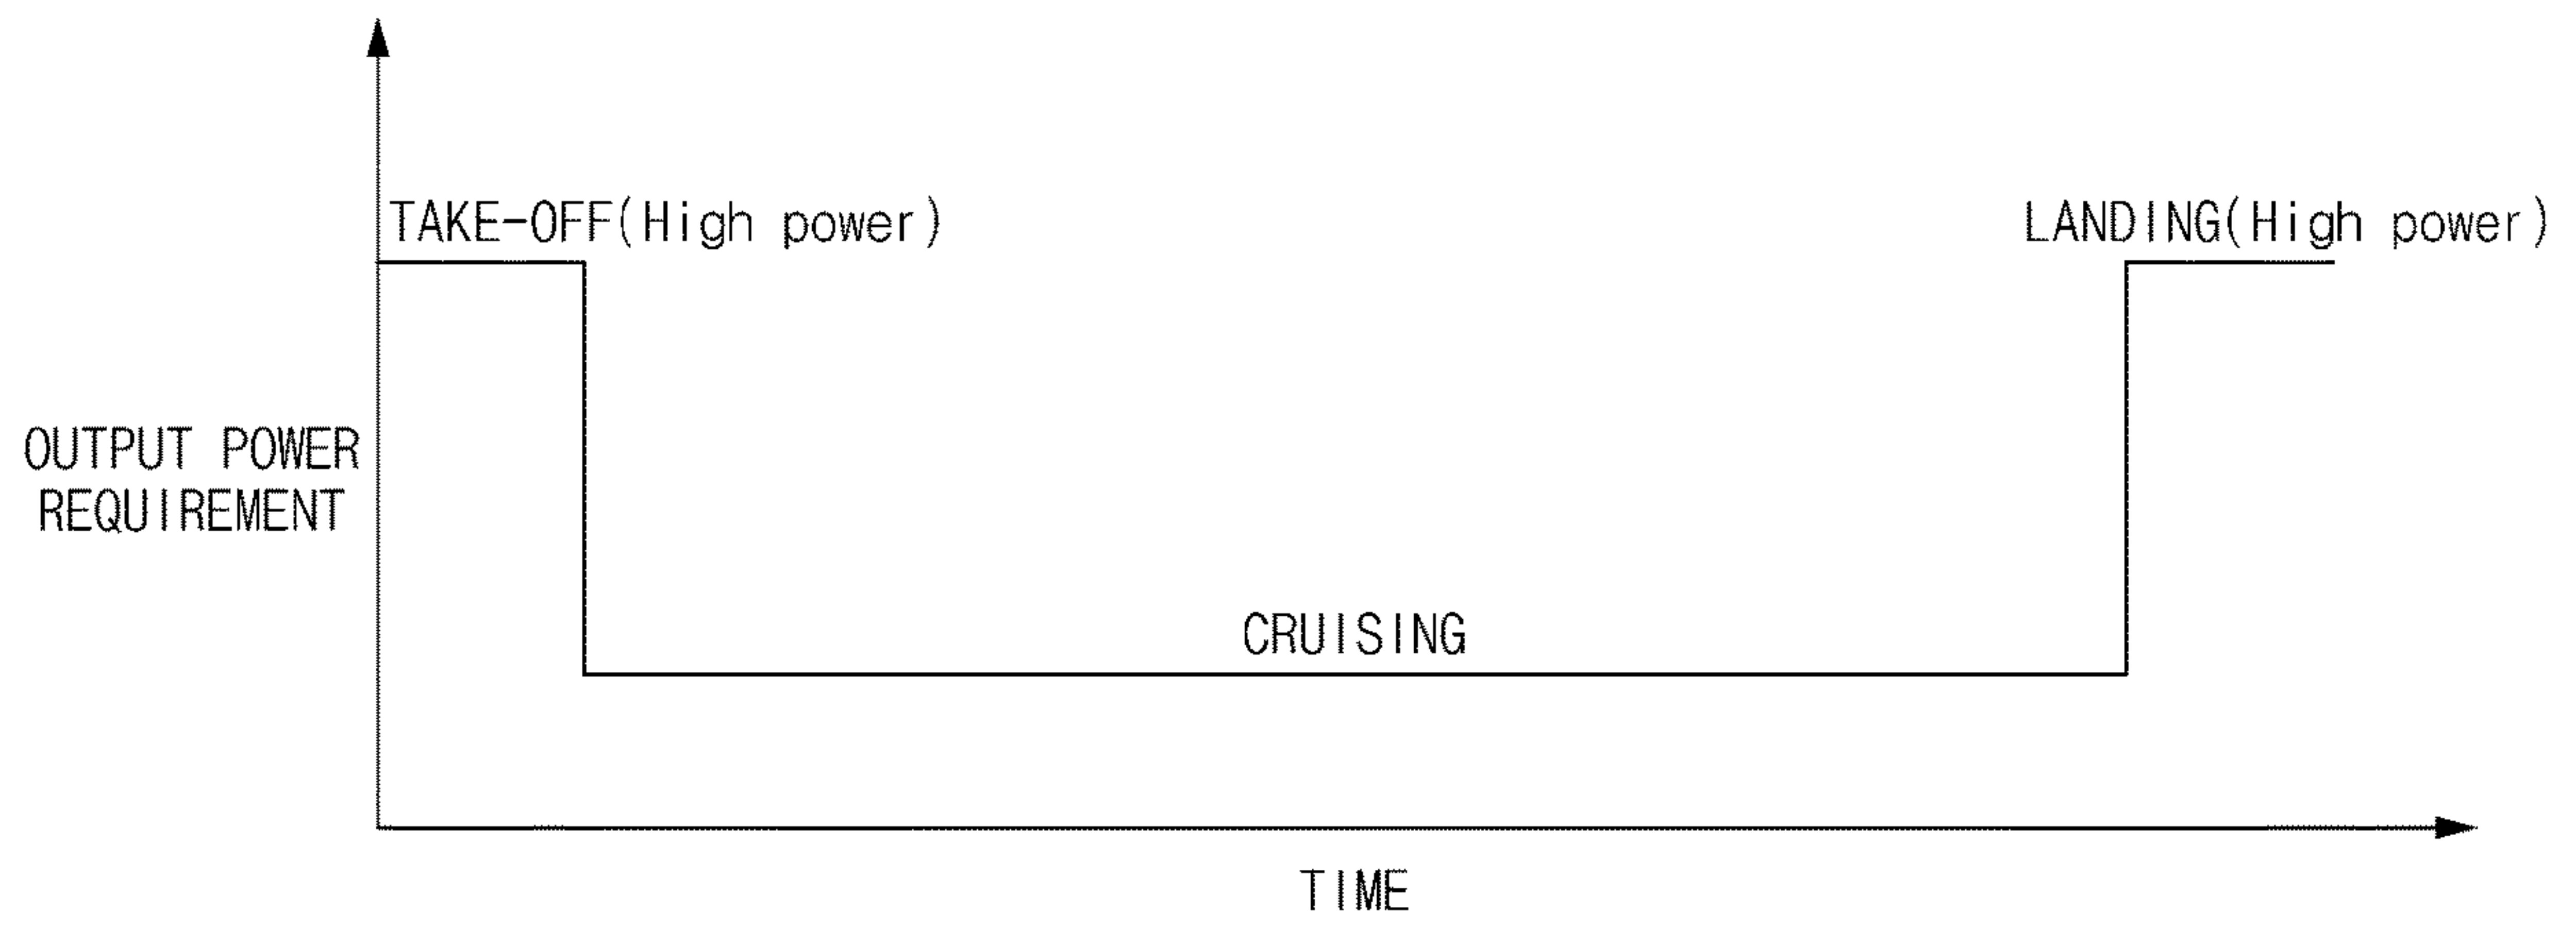 TAKE-OFF(High power)
LANDING(High power)
OUTPUT POWER
REQUIREMENT
CRUISING
TIME